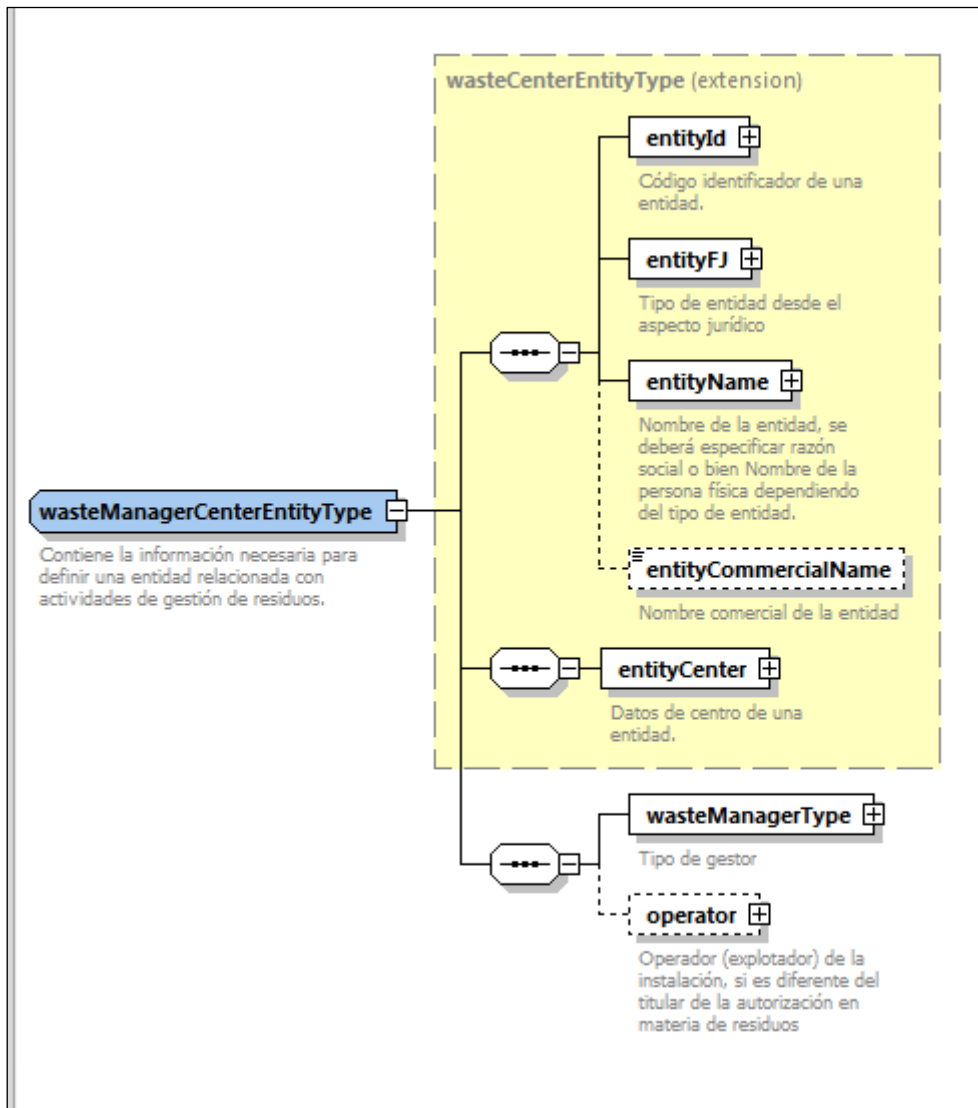 wasteCenterEntityType (extension)
entityId
Código identificador de una
entidad.
entityFJ
Tipo de entidad desde el
aspecto jurídico
entityName
Nombre de la entidad, se
deberá especificar razón
social o bien Nombre de la
persona física dependiendo
del tipo de entidad.
wasteManagerCenterEntityType
Contiene la información necesaria para
definir una entidad relacionada con
actividades de gestión de residuos.
entityCommercialName
Nombre comercial de la entidad
entityCenter
Datos de centro de una
entidad.
wasteManagerType
Tipo de gestor
operator
Operador (explotador) de la
instalación, si es diferente del
titular de la autorización en
materia de residuos